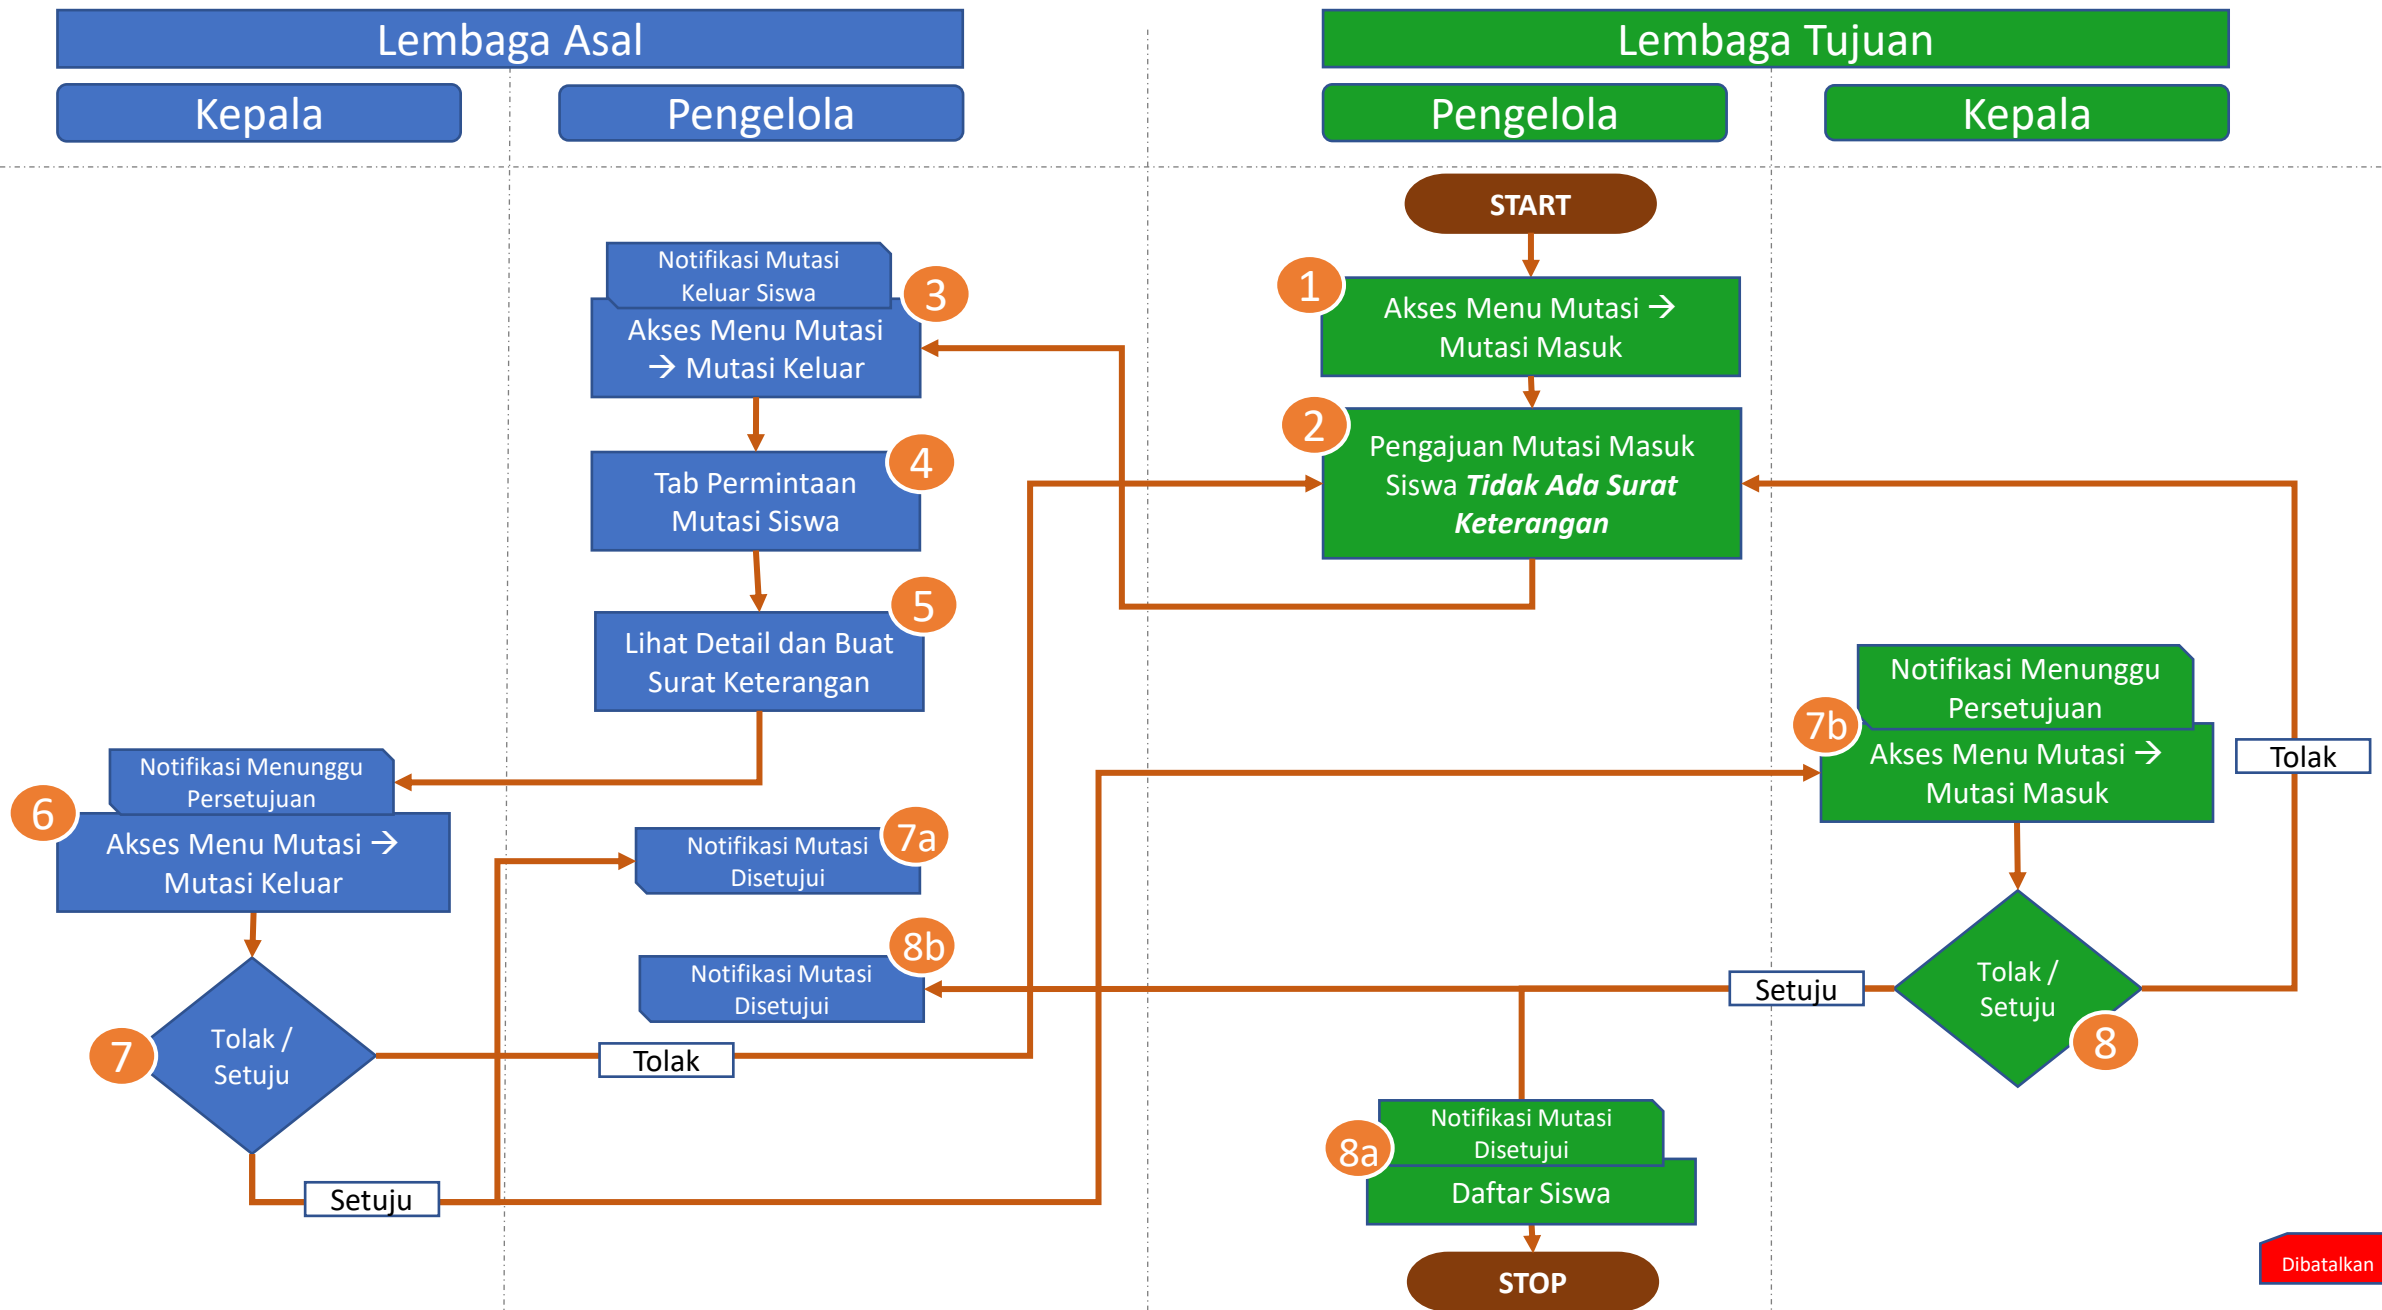 Lembaga Asal
Lembaga Tujuan
Kepala
Pengelola
Pengelola
Kepala
START
1
Akses Menu Mutasi →
Mutasi Masuk
2
Pengajuan Mutasi Masuk
Siswa Tidak Ada Surat
Keterangan
Notifikasi Mutasi
Keluar Siswa
3
Akses Menu Mutasi
→ Mutasi Keluar
4
Tab Permintaan
Mutasi Siswa
5
Lihat Detail dan Buat
Surat Keterangan
Notifikasi Menunggu
Persetujuan
6
Akses Menu Mutasi →
Mutasi Keluar
7
Tolak /
Setuju
Tolak
Setuju
7a
Notifikasi Mutasi
Disetujui
8b
Notifikasi Mutasi
Disetujui
Notifikasi Menunggu
Persetujuan
7b
Akses Menu Mutasi →
Mutasi Masuk
Tolak
Tolak /
Setuju
8
Setuju
Notifikasi Mutasi
Disetujui
8a
Daftar Siswa
STOP
Dibatalkan